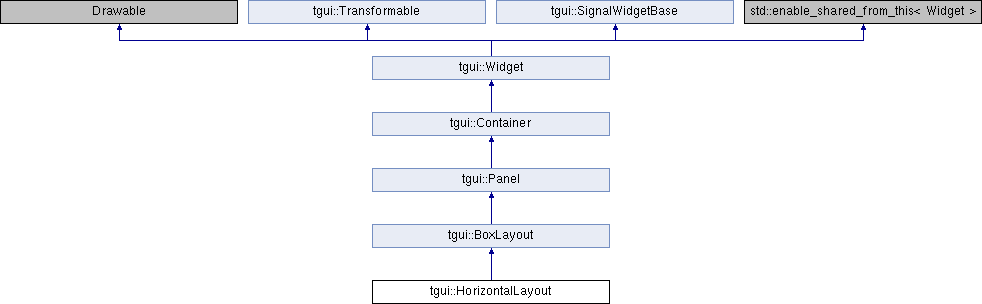 Drawable
tgui::Transformable
tgui::SignalWidgetBase
std::enable_shared_from_this< Widget >
tgui::Widget
tgui::Container
tgui::Panel
tgui::BoxLayout
tgui::HorizontalLayout